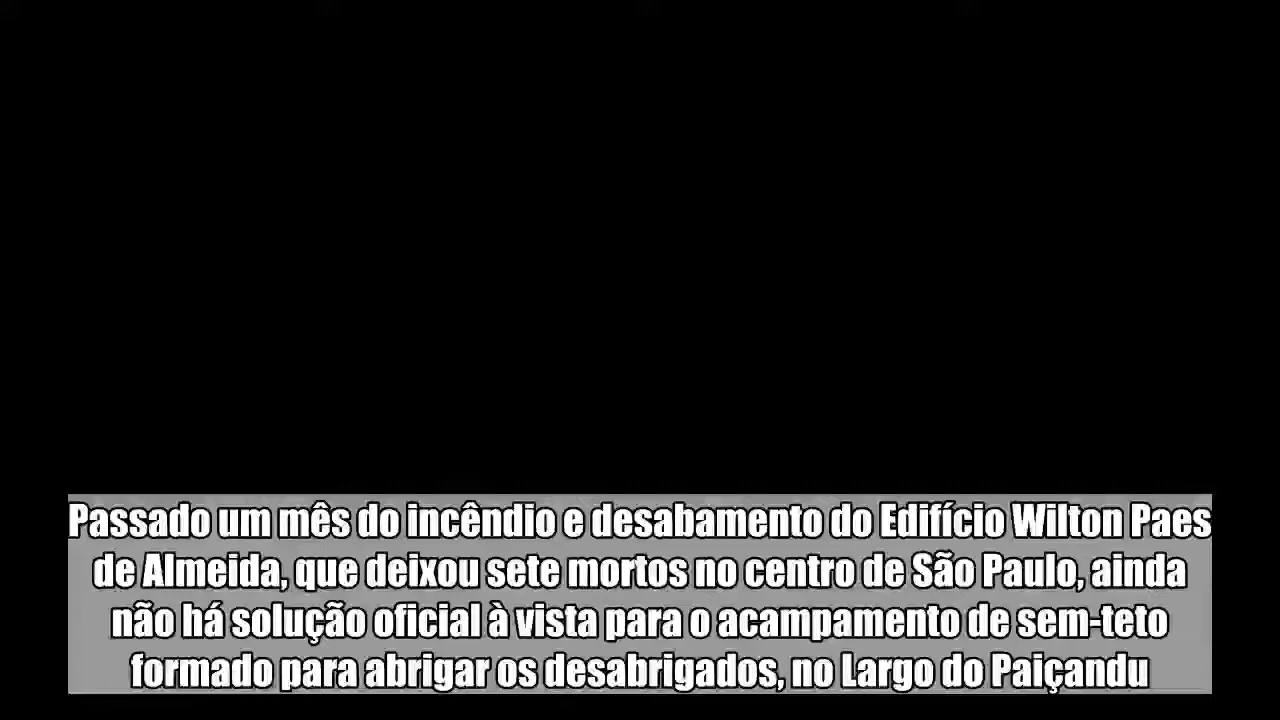 Passado um mês do incêndio e desabamento do Edifício Wilton Paes
de Almeida, que deixou sete mortos no centro de São Paulo, ainda
não há solução oficial à vista para o acampamento de sem-teto
formado para abrigar os desabrigados, no Largo do Paiçandu